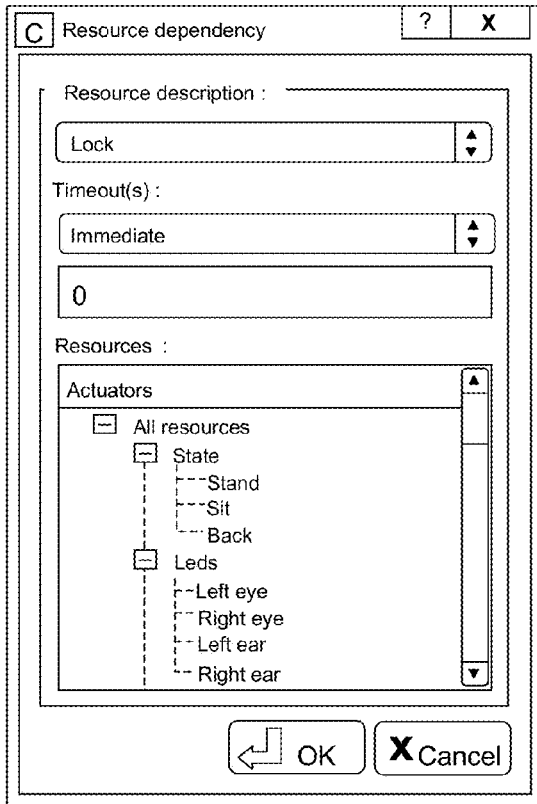 C Resource dependency ? X
Resource description :
Lock
Timeout(s) :
Immediate
0
Resources :
Actuators
All resources
State
Stand
Sit
Back
Leds
Left eye
Right eye
Left ear
Right ear
OK X Cancel